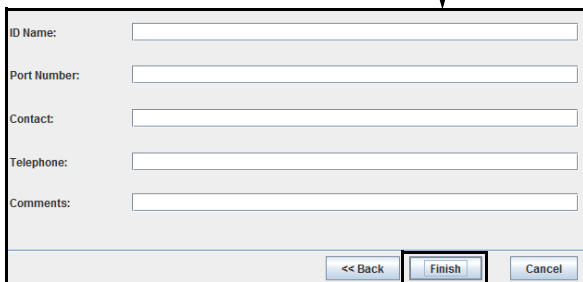 ID Name:
Port Number:
Contact:
Telephone:
Comments:
<< Back Finish Cancel